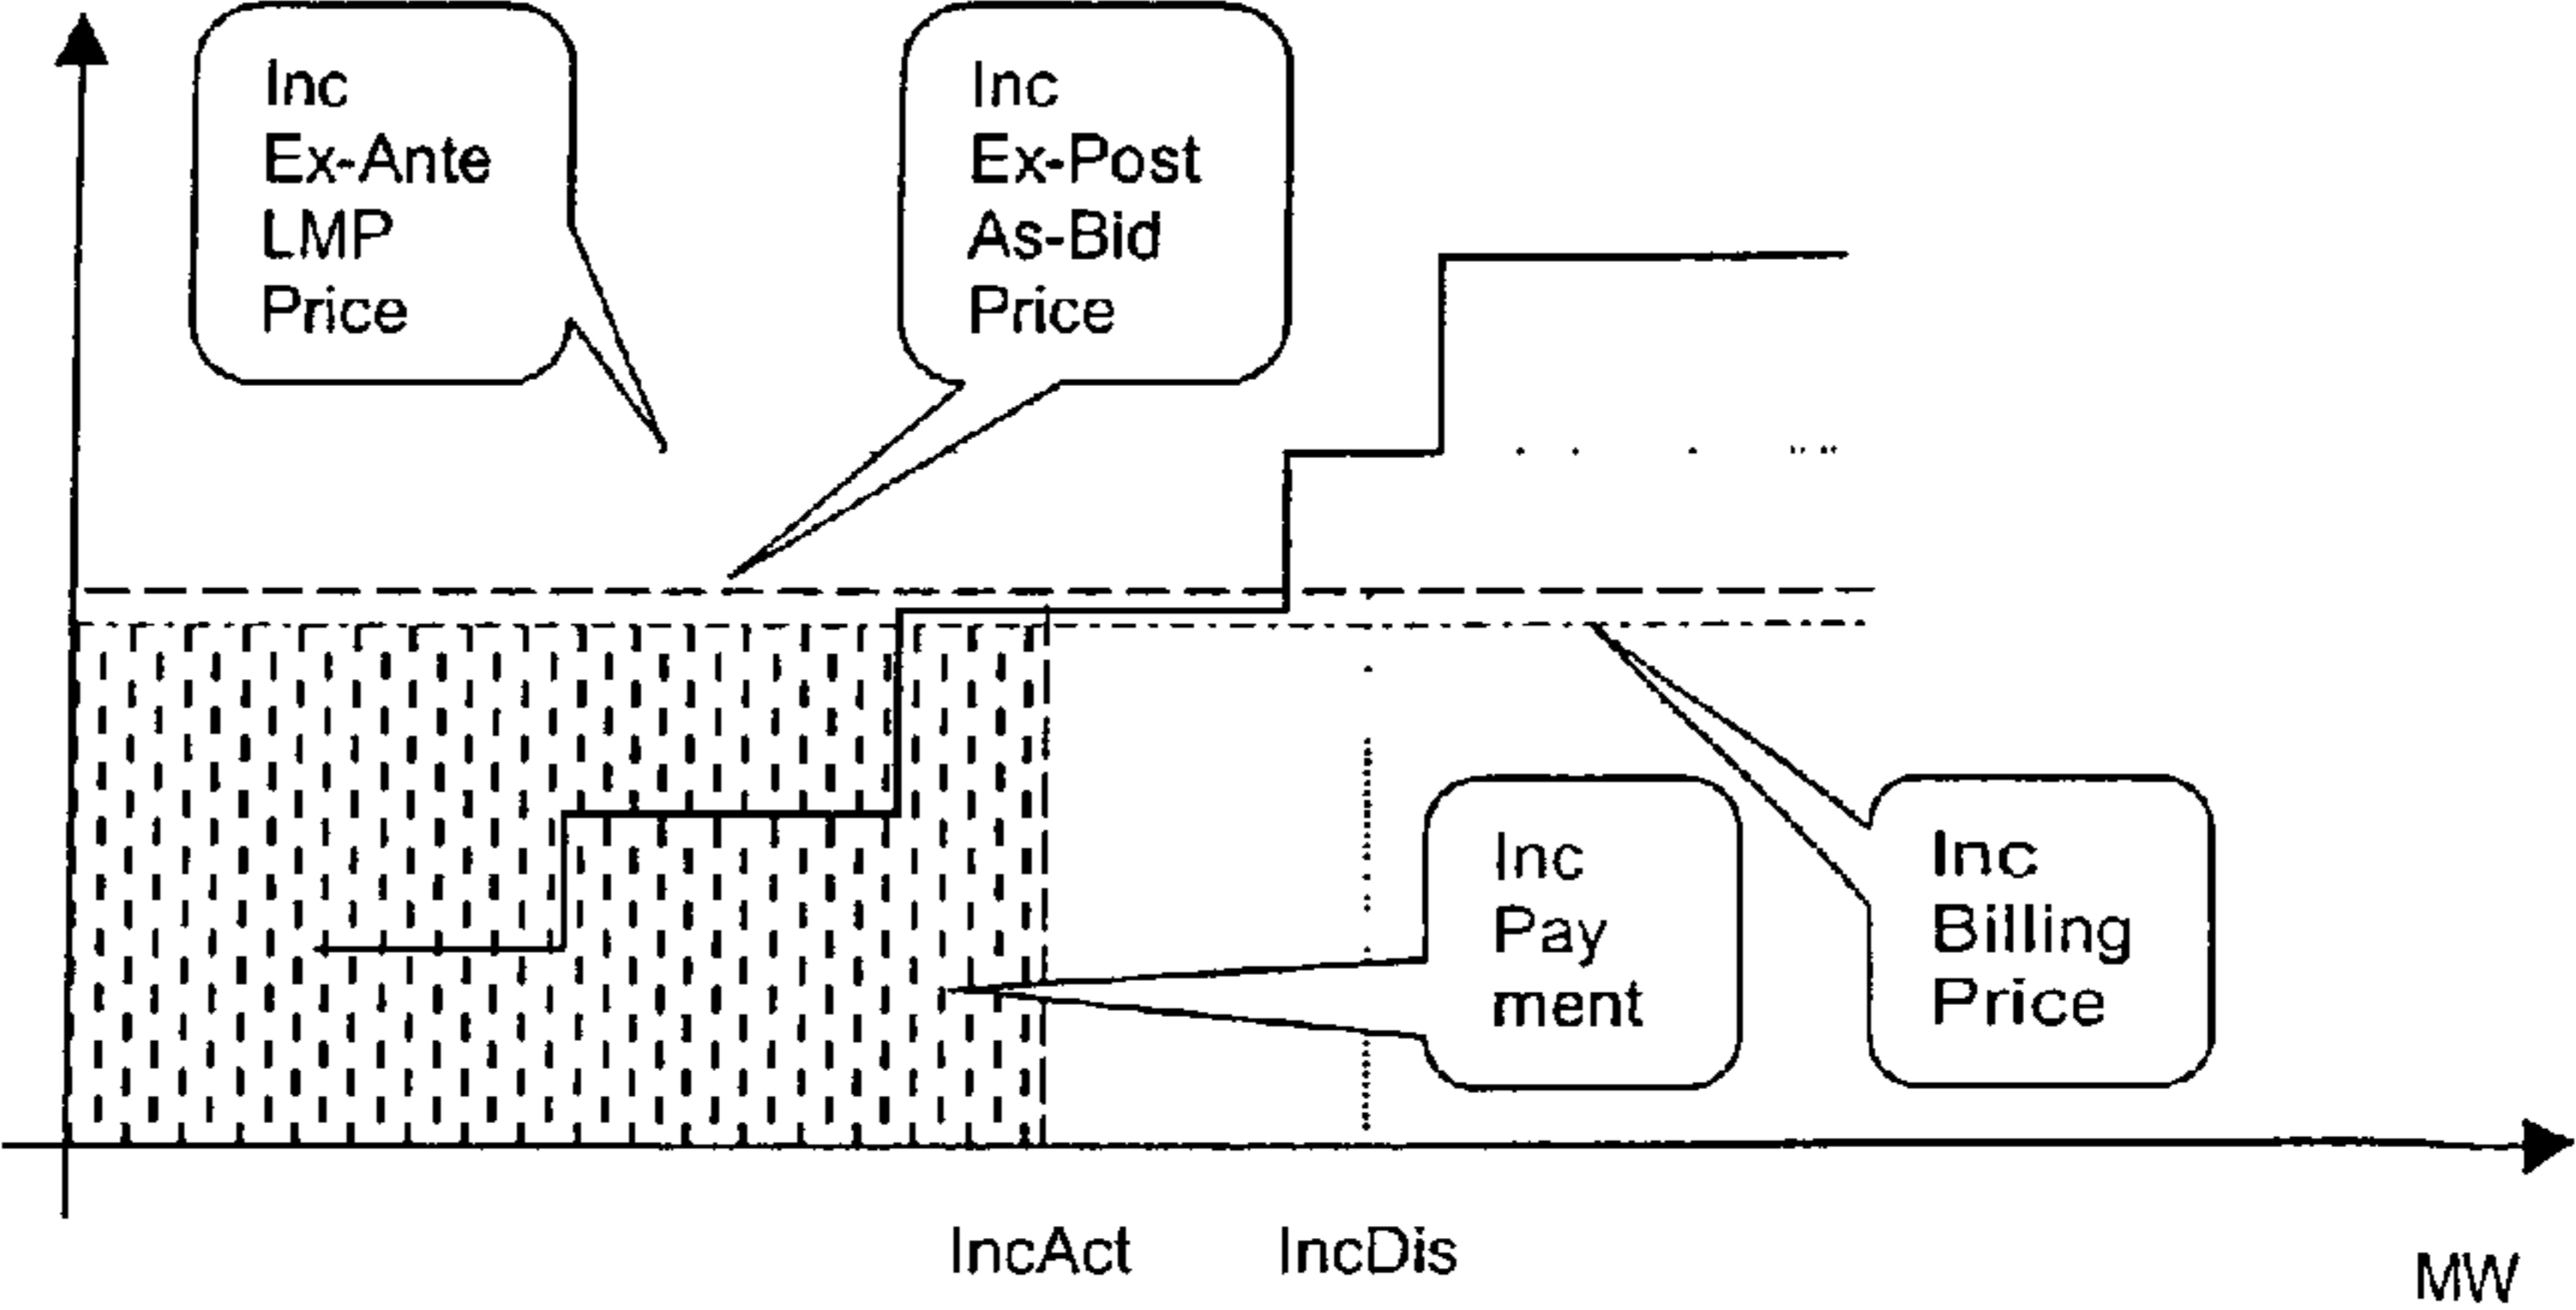 Inc
Ex-Ante
LMP
Price
Inc
Ex-Post
As-Bid
Price
Inc
Pay
ment
Inc
Billing
Price
IncAct
IncDis
MW